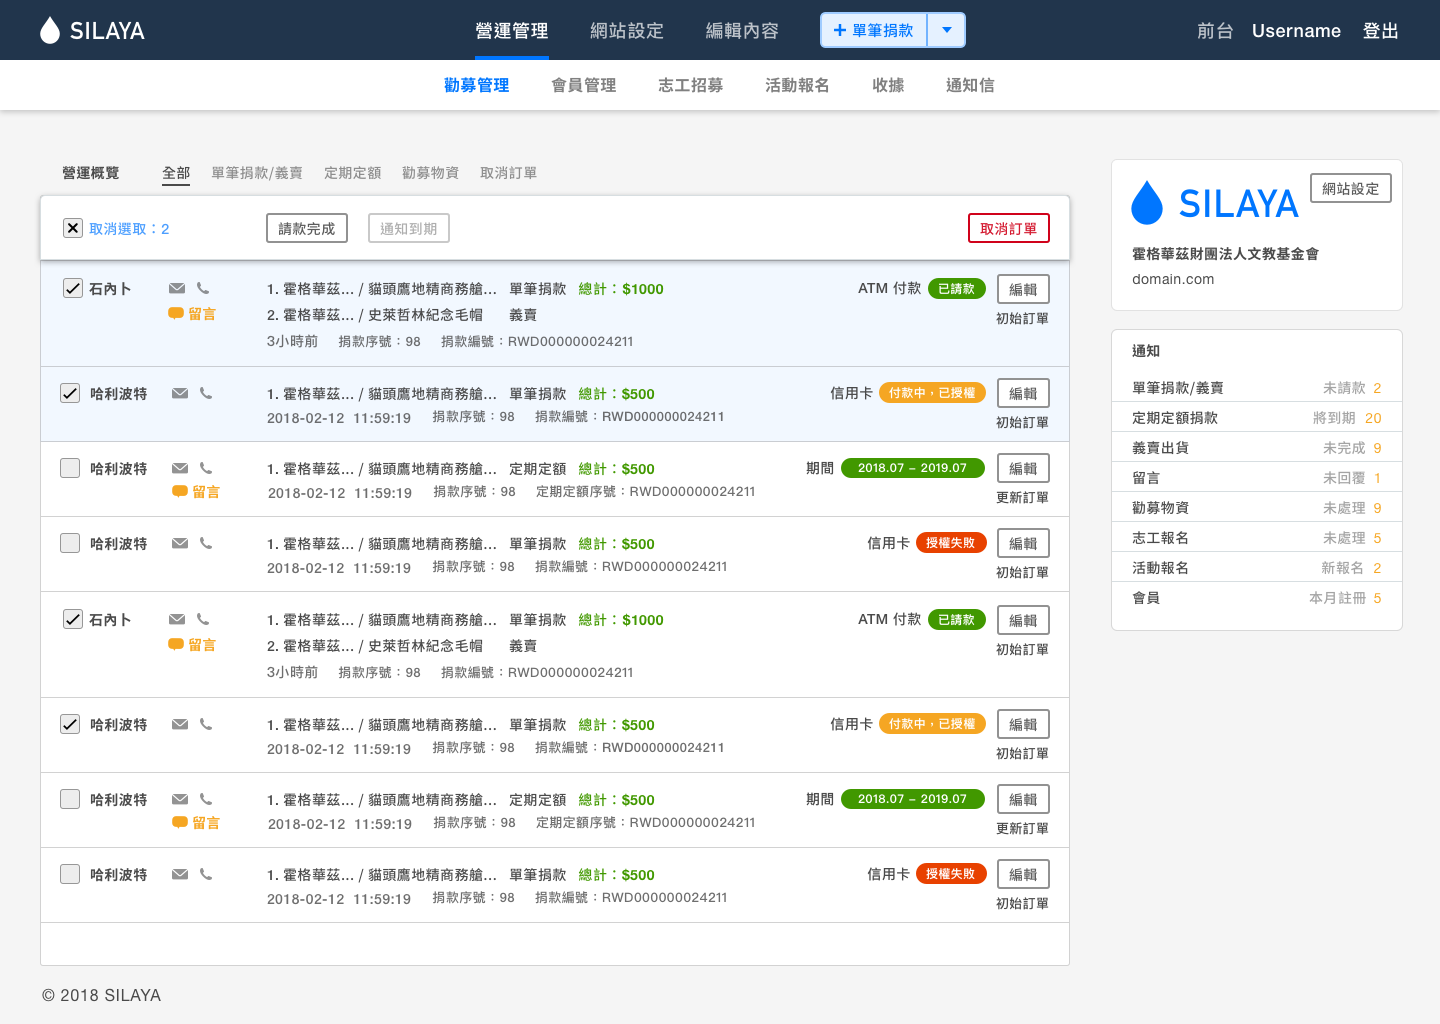 SILAYA
營運管理 網站設定 編輯內容 單筆捐款 前台 Username 登出
勸募管理 會員管理 志工招募 活動報名 收據 通知信
營運概覽 全部 單筆捐款/義賣 定期定額 勸募物資 取消訂單
取消選取：2 請款完成 通知到期 取消訂單
石內卜 1. 霍格華茲... / 貓頭鷹地精商務艙... 單筆捐款 總計：$1000 ATM 付款 已請款 編輯
留言 2. 霍格華茲... / 史萊哲林紀念毛帽 義賣 初始訂單
3小時前 捐款序號：98 捐款編號：RWD000000024211
哈利波特 1. 霍格華茲... / 貓頭鷹地精商務艙... 單筆捐款 總計：$500 信用卡 付款中，已授權 編輯
2018-02-12 11:59:19 捐款序號：98 捐款編號：RWD000000024211 初始訂單
哈利波特 1. 霍格華茲... / 貓頭鷹地精商務艙... 定期定額 總計：$500 期間 2018.07 – 2019.07 編輯
留言 2018-02-12 11:59:19 捐款序號：98 定期定額序號：RWD000000024211 更新訂單
哈利波特 1. 霍格華茲... / 貓頭鷹地精商務艙... 單筆捐款 總計：$500 信用卡 授權失敗 編輯
2018-02-12 11:59:19 捐款序號：98 捐款編號：RWD000000024211 初始訂單
石內卜 1. 霍格華茲... / 貓頭鷹地精商務艙... 單筆捐款 總計：$1000 ATM 付款 已請款 編輯
留言 2. 霍格華茲... / 史萊哲林紀念毛帽 義賣 初始訂單
3小時前 捐款序號：98 捐款編號：RWD000000024211
哈利波特 1. 霍格華茲... / 貓頭鷹地精商務艙... 單筆捐款 總計：$500 信用卡 付款中，已授權 編輯
2018-02-12 11:59:19 捐款序號：98 捐款編號：RWD000000024211 初始訂單
哈利波特 1. 霍格華茲... / 貓頭鷹地精商務艙... 定期定額 總計：$500 期間 2018.07 – 2019.07 編輯
留言 2018-02-12 11:59:19 捐款序號：98 定期定額序號：RWD000000024211 更新訂單
哈利波特 1. 霍格華茲... / 貓頭鷹地精商務艙... 單筆捐款 總計：$500 信用卡 授權失敗 編輯
2018-02-12 11:59:19 捐款序號：98 捐款編號：RWD000000024211 初始訂單
SILAYA 網站設定
霍格華茲財團法人文教基金會
domain.com
通知
單筆捐款/義賣 未請款 2
定期定額捐款 將到期 20
義賣出貨 未完成 9
留言 未回覆 1
勸募物資 未處理 9
志工報名 未處理 5
活動報名 新報名 2
會員 本月註冊 5
© 2018 SILAYA